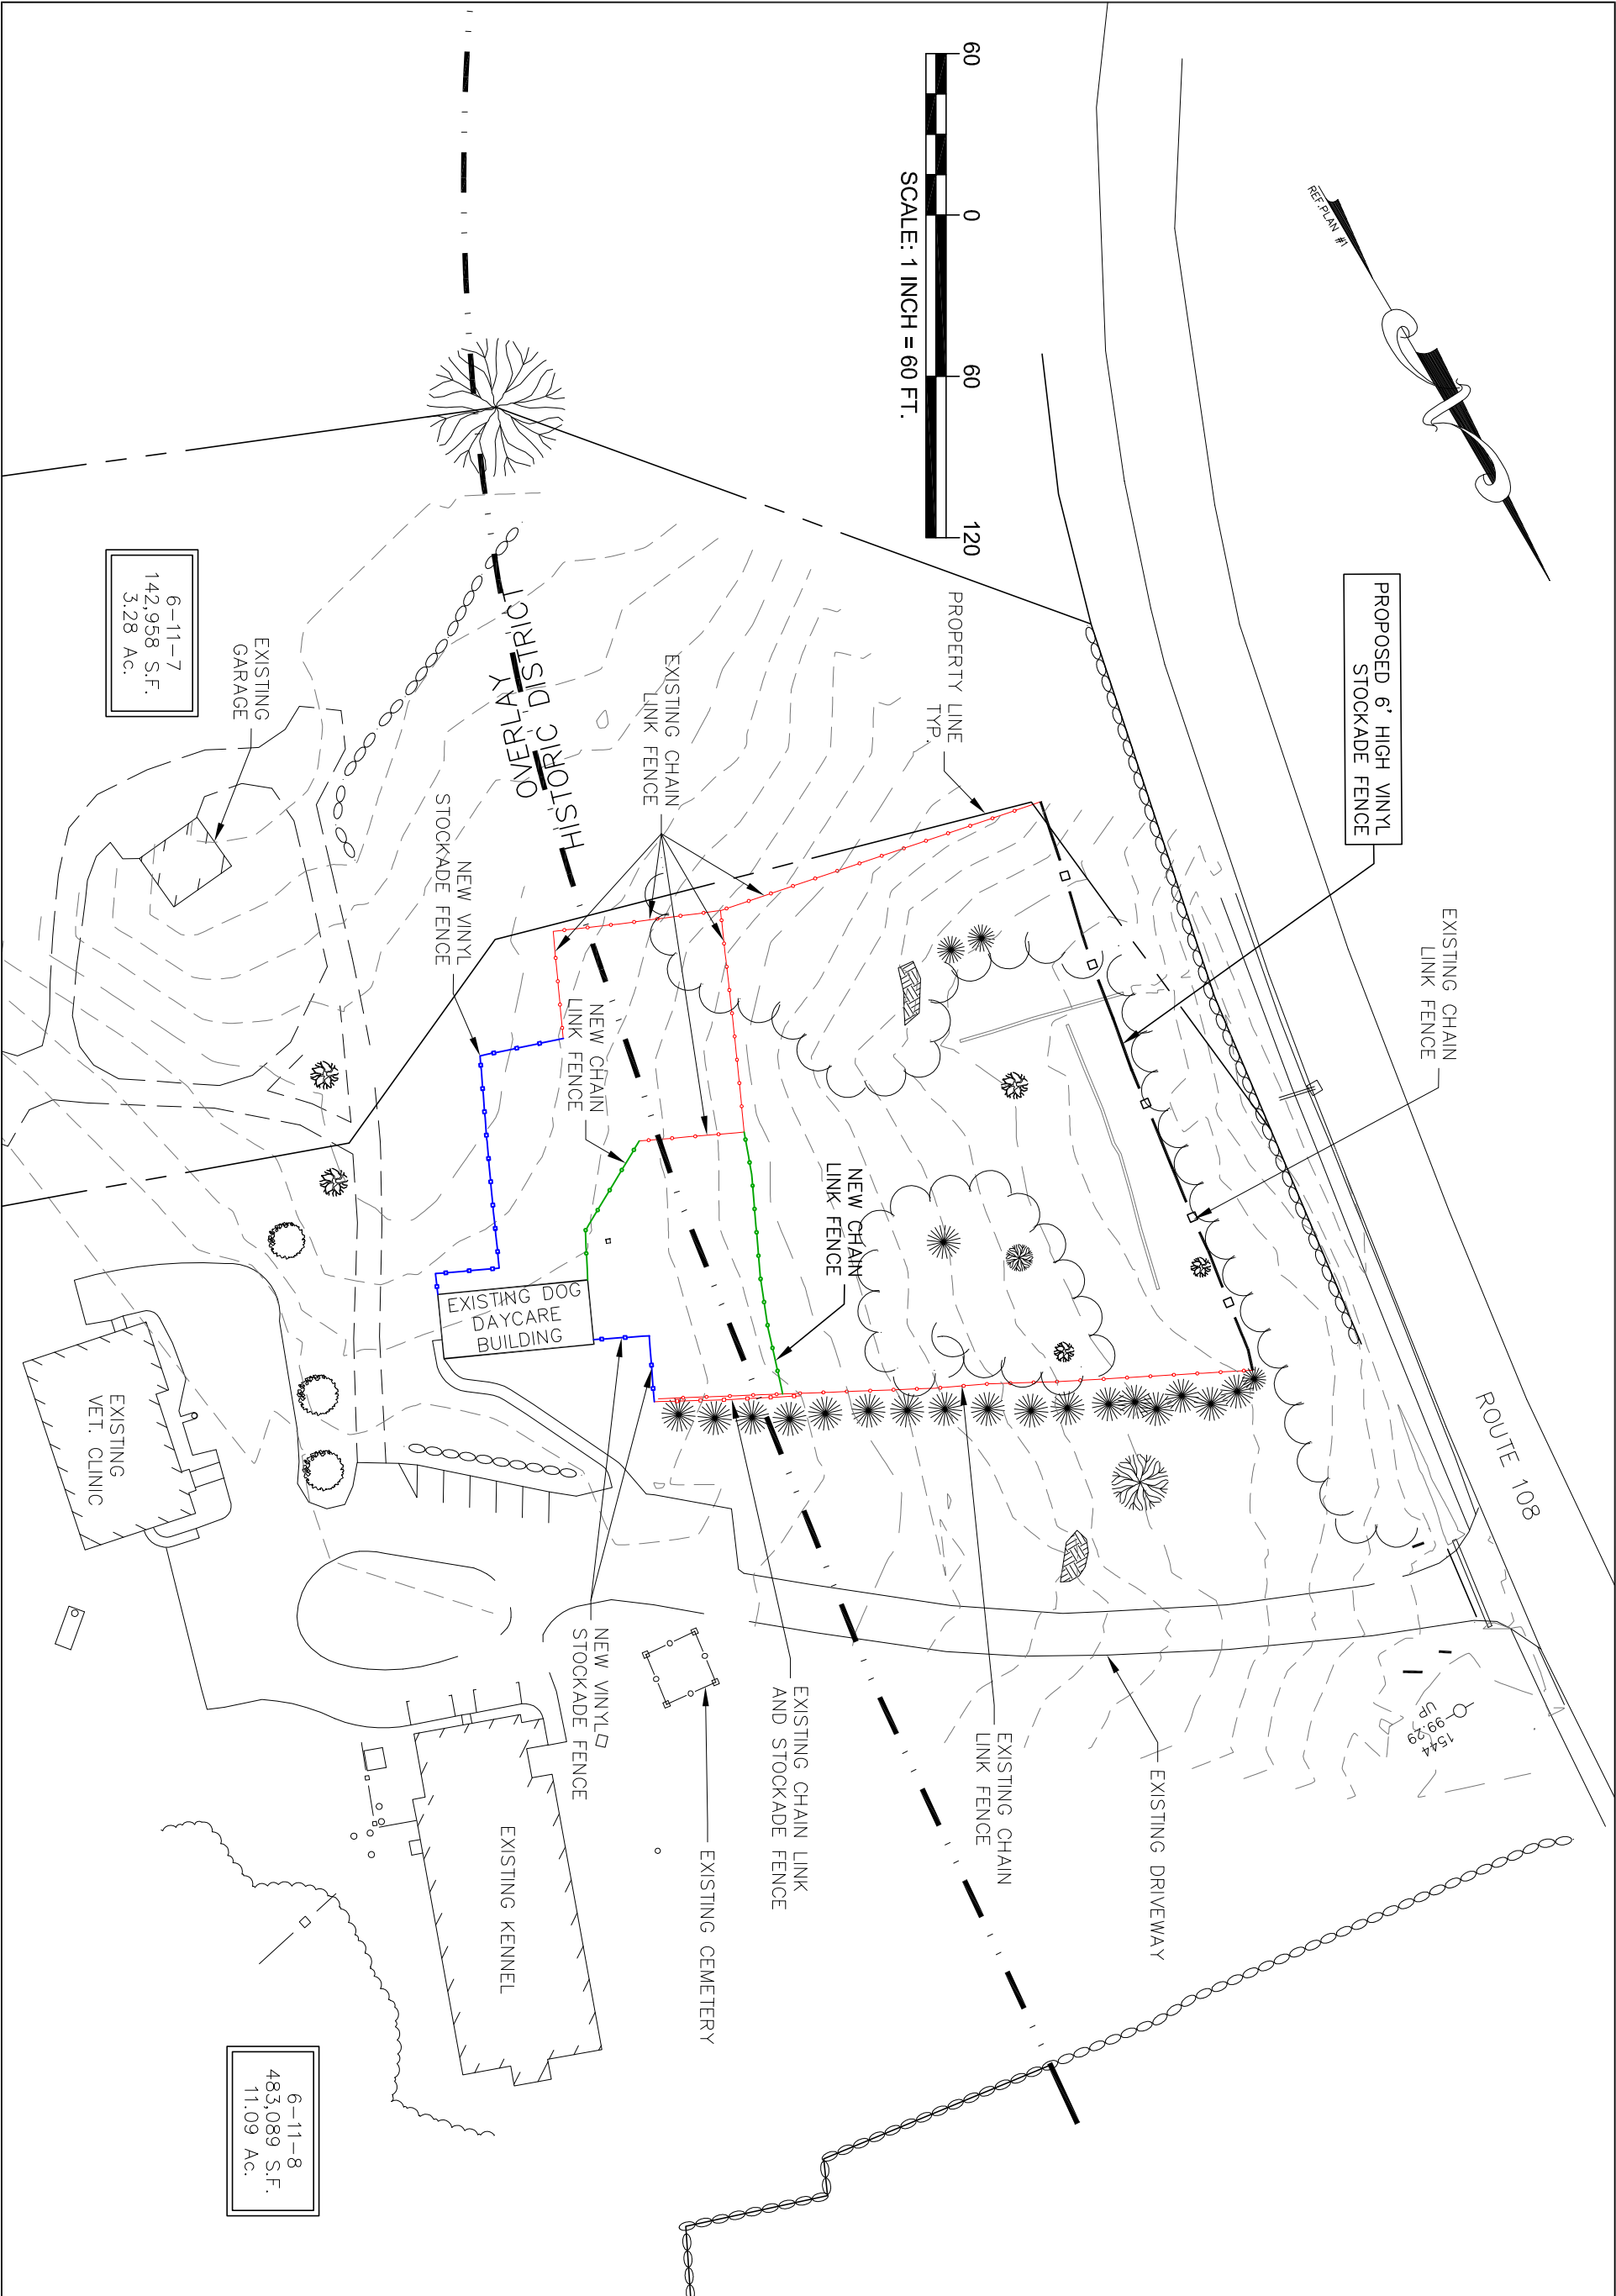 REF.PLAN #1
60
0
60
120
SCALE: 1 INCH = 60 FT.
PROPOSED 6' HIGH VINYL
STOCKADE FENCE
EXISTING CHAIN
LINK FENCE
ROUTE 108
PROPERTY LINE
TYP.
EXISTING CHAIN
LINK FENCE
HISTORIC DISTRICT
OVERLAY
6-11-7
142,958 S.F.
3.28 Ac.
EXISTING
GARAGE
NEW VINYL
STOCKADE FENCE
NEW CHAIN
LINK FENCE
NEW CHAIN
LINK FENCE
EXISTING DOG
DAYCARE
BUILDING
EXISTING
VET. CLINIC
NEW VINYL
STOCKADE FENCE
EXISTING CHAIN LINK
AND STOCKADE FENCE
EXISTING CHAIN
LINK FENCE
EXISTING DRIVEWAY
EXISTING CEMETERY
EXISTING KENNEL
UP
99.29
1544
6-11-8
483,089 S.F.
11.09 Ac.